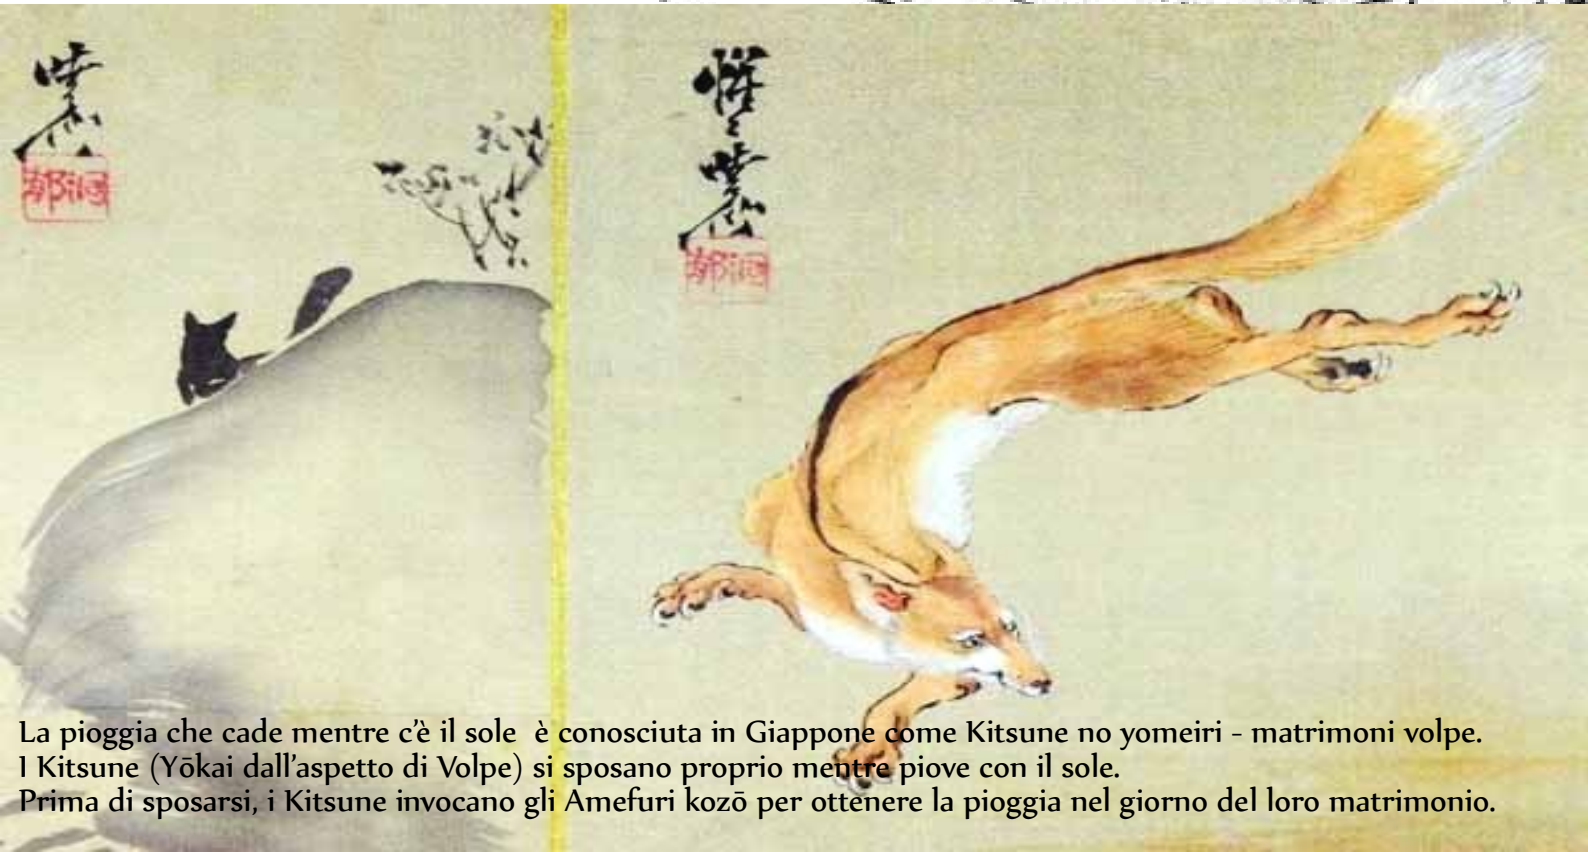 La pioggia che cade mentre c'è il sole è conosciuta in Giappone come Kitsune no yomeiri - matrimoni volpe.
I Kitsune (Yōkai dall'aspetto di Volpe) si sposano proprio mentre piove con il sole.
Prima di sposarsi, i Kitsune invocano gli Amefuri kozō per ottenere la pioggia nel giorno del loro matrimonio.